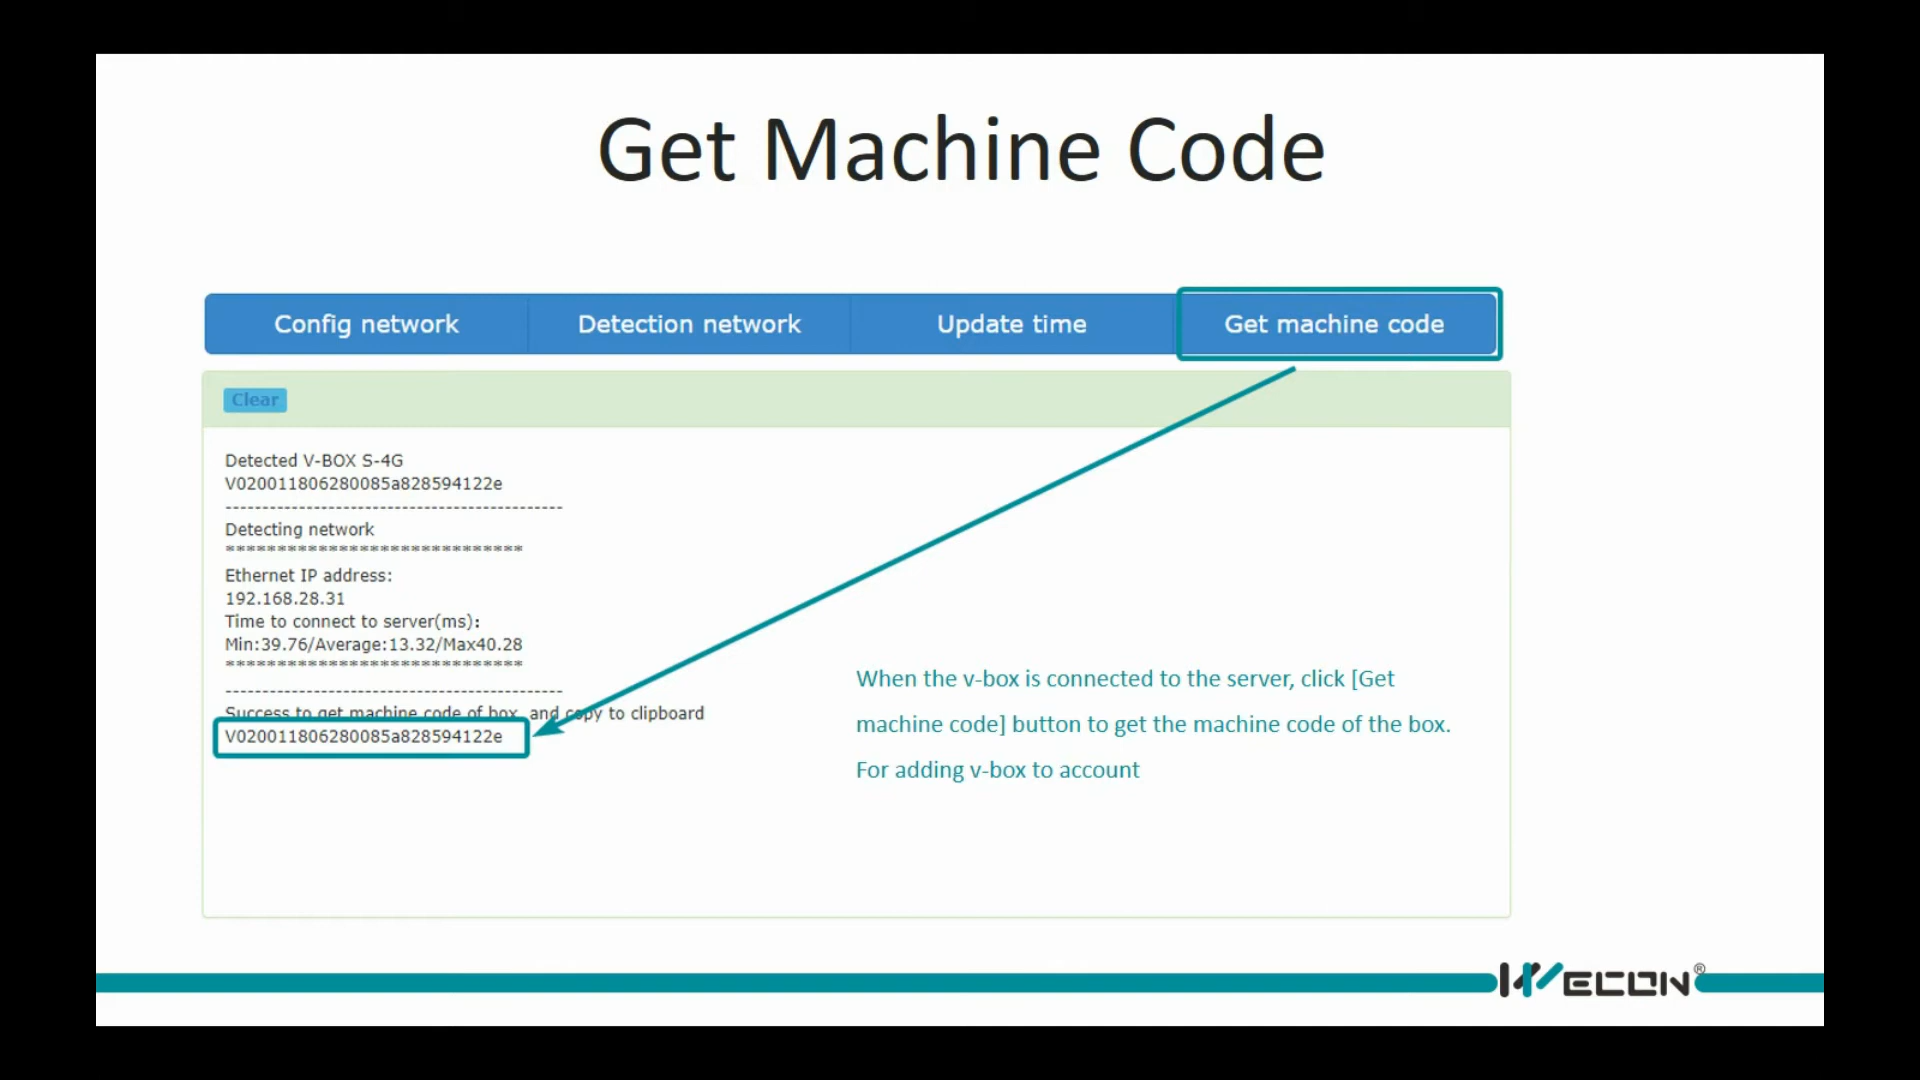 Get Machine Code
Config network
Detection network
Update time
Get machine code
Clear
Detected V-BOX S-4G
V020011806280085a828594122e
----------------------------------------------
Detecting network
*****************************
Ethernet IP address:
192.168.28.31
Time to connect to server(ms):
Min:39.76/Average:13.32/Max40.28
*****************************
----------------------------------------------
Success to get machine code of box, and copy to clipboard
V020011806280085a828594122e
When the v-box is connected to the server, click [Get
machine code] button to get the machine code of the box.
For adding v-box to account
WECON®